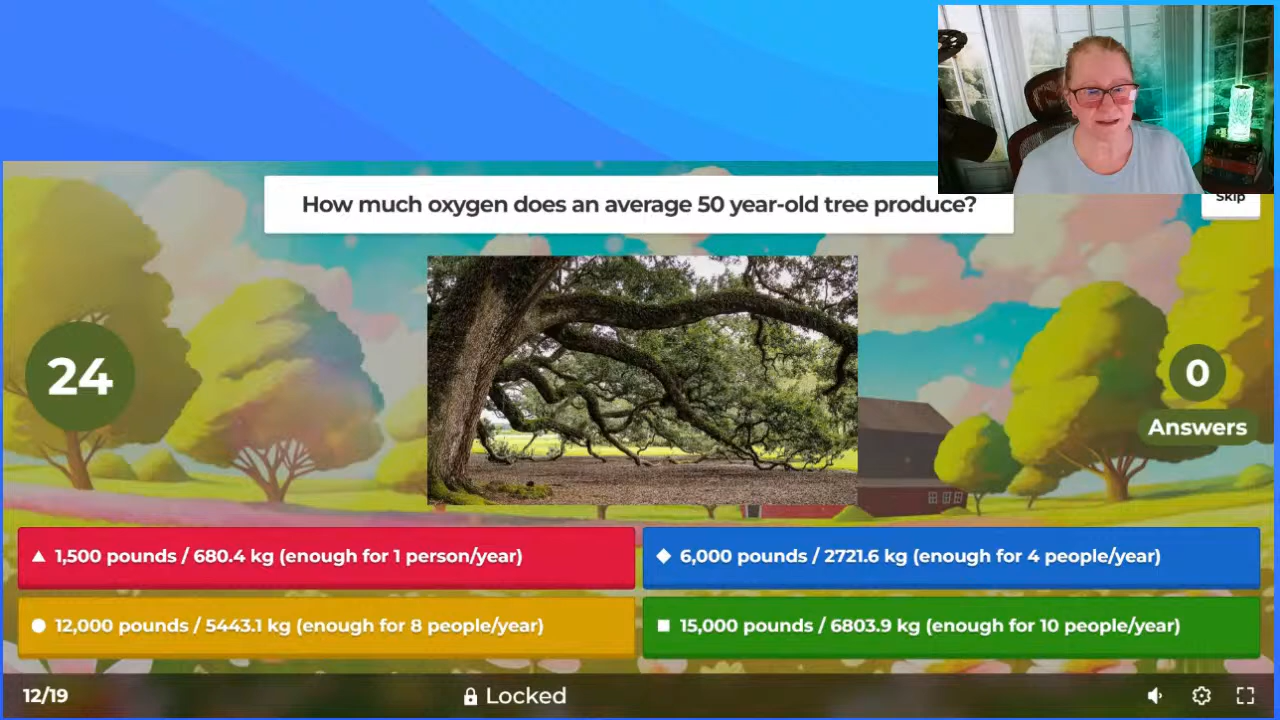 Skip
How much oxygen does an average 50 year-old tree produce?
24
0
Answers
1,500 pounds / 680.4 kg (enough for 1 person/year)
6,000 pounds / 2721.6 kg (enough for 4 people/year)
12,000 pounds / 5443.1 kg (enough for 8 people/year)
15,000 pounds / 6803.9 kg (enough for 10 people/year)
12/19
Locked